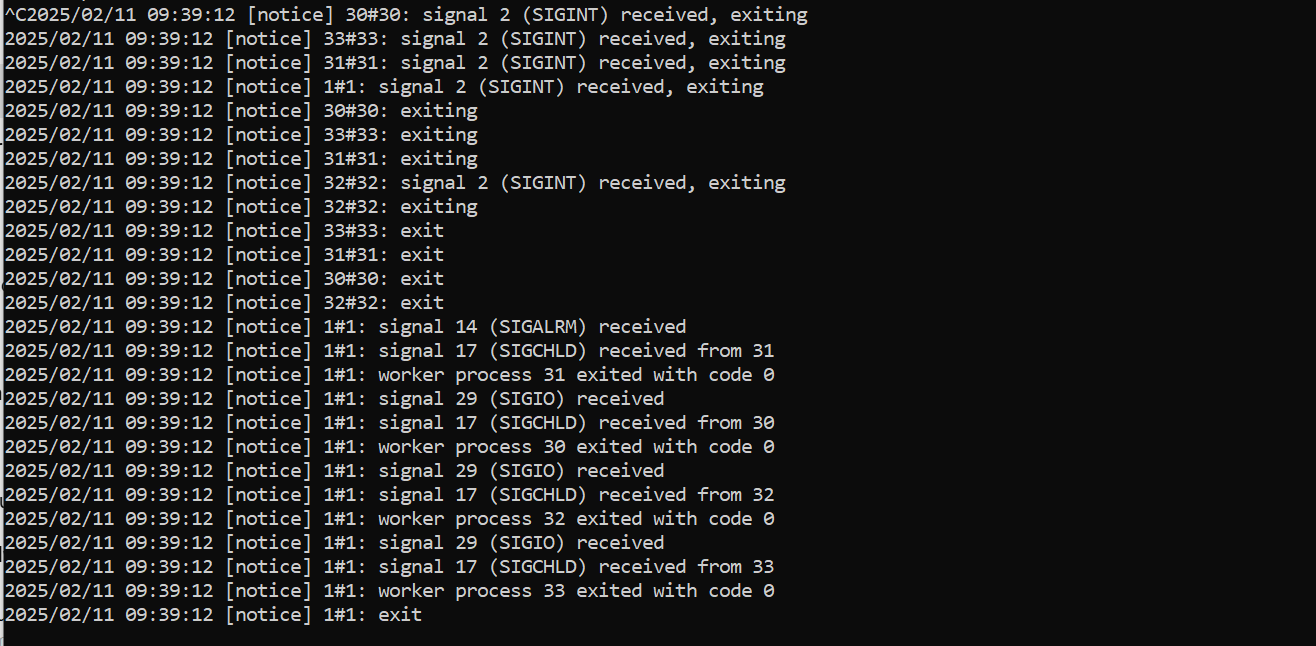 ^C2025/02/11 09:39:12 [notice] 30#30: signal 2 (SIGINT) received, exiting
2025/02/11 09:39:12 [notice] 33#33: signal 2 (SIGINT) received, exiting
2025/02/11 09:39:12 [notice] 31#31: signal 2 (SIGINT) received, exiting
2025/02/11 09:39:12 [notice] 1#1: signal 2 (SIGINT) received, exiting
2025/02/11 09:39:12 [notice] 30#30: exiting
2025/02/11 09:39:12 [notice] 33#33: exiting
2025/02/11 09:39:12 [notice] 31#31: exiting
2025/02/11 09:39:12 [notice] 32#32: signal 2 (SIGINT) received, exiting
2025/02/11 09:39:12 [notice] 32#32: exiting
2025/02/11 09:39:12 [notice] 33#33: exit
2025/02/11 09:39:12 [notice] 31#31: exit
2025/02/11 09:39:12 [notice] 30#30: exit
2025/02/11 09:39:12 [notice] 32#32: exit
2025/02/11 09:39:12 [notice] 1#1: signal 14 (SIGALRM) received
2025/02/11 09:39:12 [notice] 1#1: signal 17 (SIGCHLD) received from 31
2025/02/11 09:39:12 [notice] 1#1: worker process 31 exited with code 0
2025/02/11 09:39:12 [notice] 1#1: signal 29 (SIGIO) received
2025/02/11 09:39:12 [notice] 1#1: signal 17 (SIGCHLD) received from 30
2025/02/11 09:39:12 [notice] 1#1: worker process 30 exited with code 0
2025/02/11 09:39:12 [notice] 1#1: signal 29 (SIGIO) received
2025/02/11 09:39:12 [notice] 1#1: signal 17 (SIGCHLD) received from 32
2025/02/11 09:39:12 [notice] 1#1: worker process 32 exited with code 0
2025/02/11 09:39:12 [notice] 1#1: signal 29 (SIGIO) received
2025/02/11 09:39:12 [notice] 1#1: signal 17 (SIGCHLD) received from 33
2025/02/11 09:39:12 [notice] 1#1: worker process 33 exited with code 0
2025/02/11 09:39:12 [notice] 1#1: exit